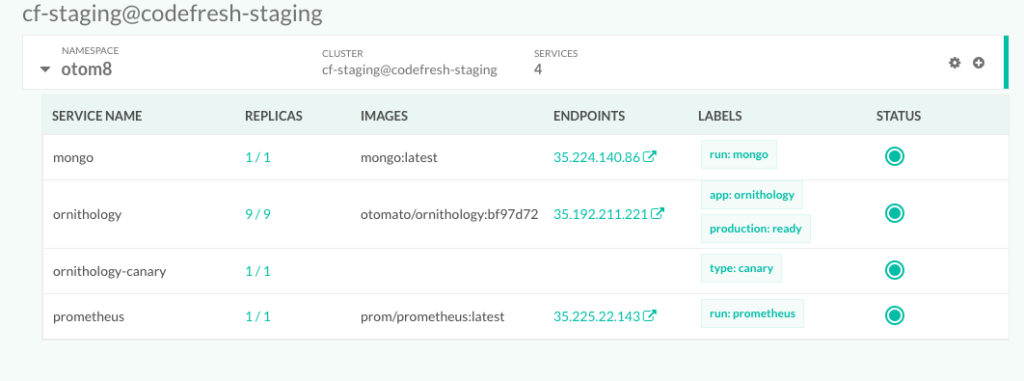 cf-staging@codefresh-staging
NAMESPACE CLUSTER SERVICES
otom8 cf-staging@codefresh-staging 4
SERVICE NAME REPLICAS IMAGES ENDPOINTS LABELS STATUS
mongo 1 / 1 mongo:latest 35.224.140.86 run: mongo
ornithology 9 / 9 otomato/ornithology:bf97d72 35.192.211.221 app: ornithology
production: ready
ornithology-canary 1 / 1 type: canary
prometheus 1 / 1 prom/prometheus:latest 35.225.22.143 run: prometheus